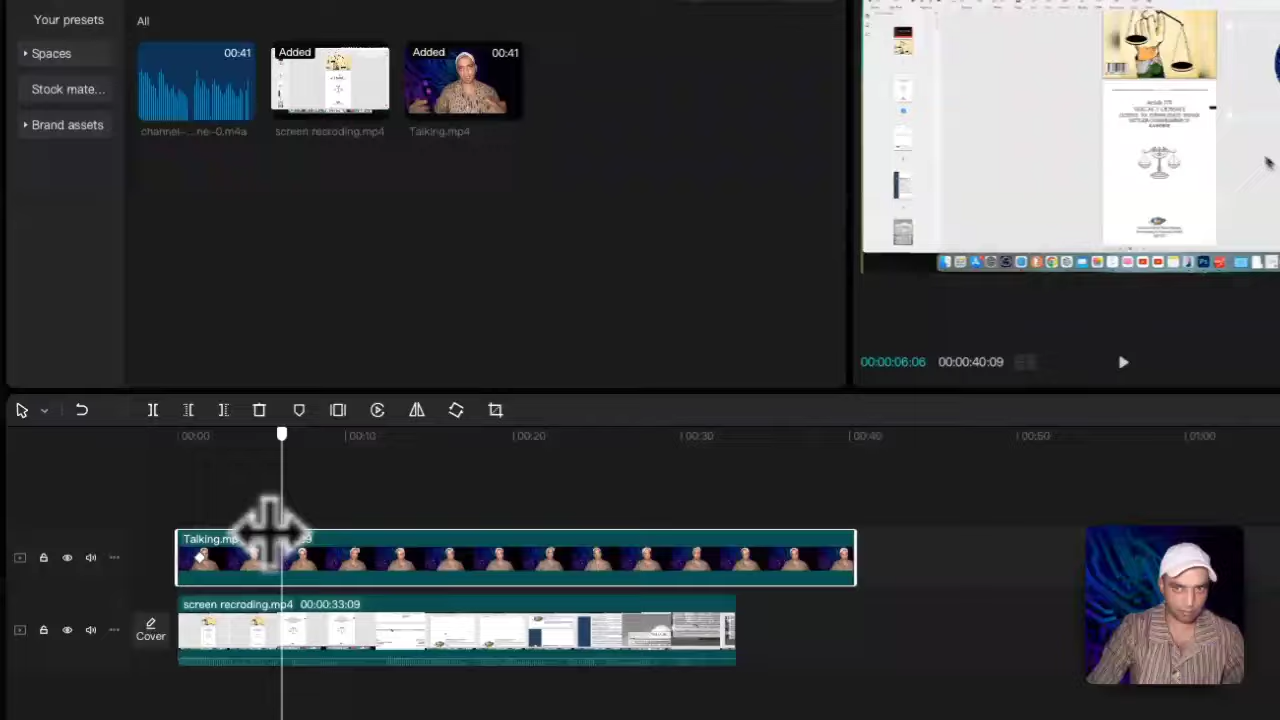 Your presets
All
Spaces
Stock mate...
Brand assets
00:41
Added
Added
00:41
channel-...ne-0.m4a
screen recroding.mp4
Talking.mp4
00:00:06:06
00:00:40:09
00:00
00:10
00:20
00:30
00:40
00:50
01:00
Talking.mp
screen recroding.mp4 00:00:33:09
Cover